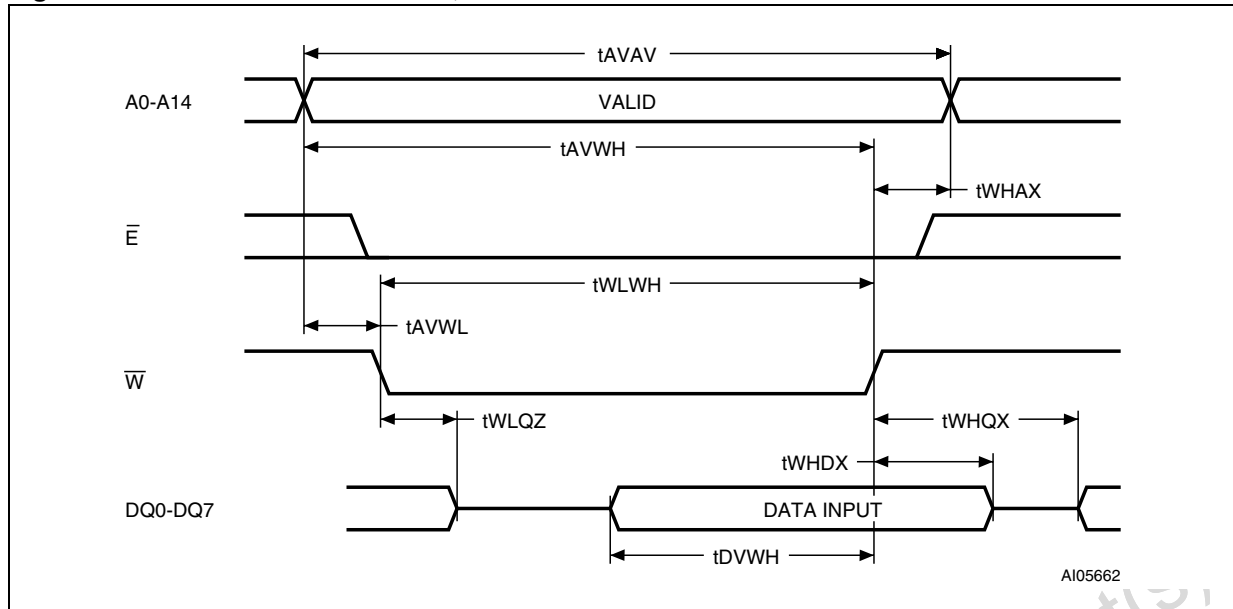 tAVAV
A0-A14
VALID
tAVWH
tWHAX
E̅
tWLWH
tAVWL
W̅
tWLQZ
tWHQX
tWHDX
DQ0-DQ7
DATA INPUT
tDVWH
AI05662